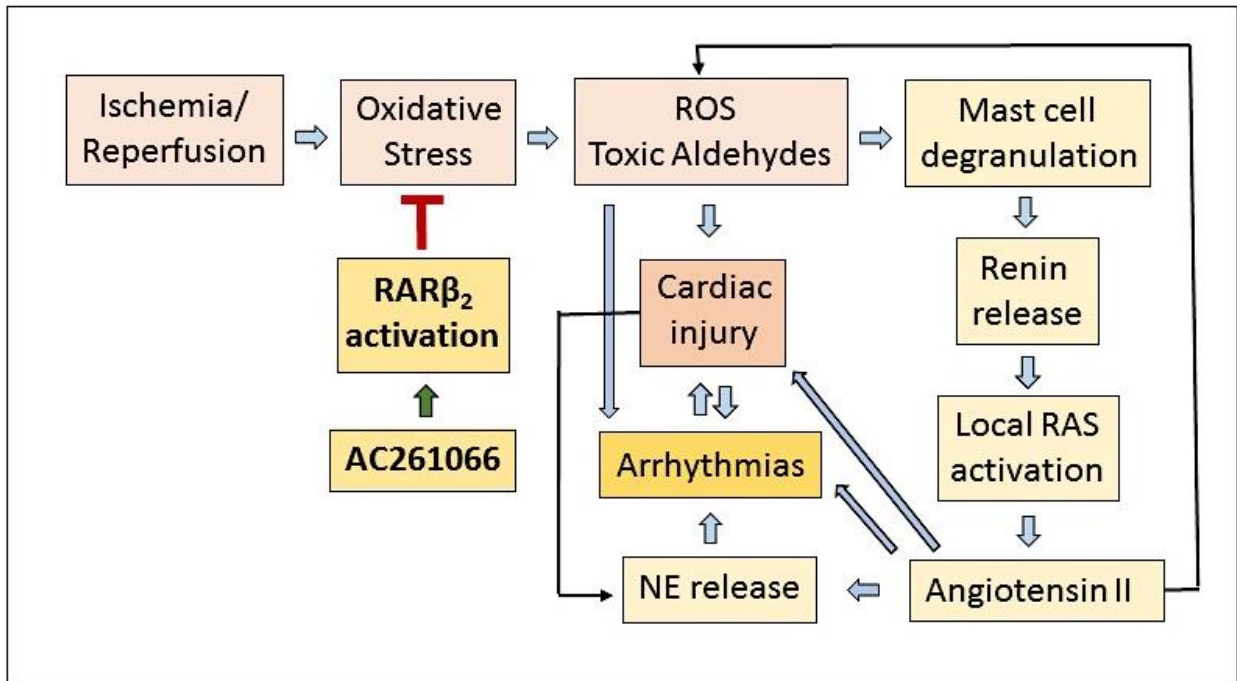 Ischemia/
Reperfusion
Oxidative
Stress
ROS
Toxic Aldehydes
Mast cell
degranulation
RARβ₂
activation
Cardiac
injury
Renin
release
AC261066
Arrhythmias
Local RAS
activation
NE release
Angiotensin II